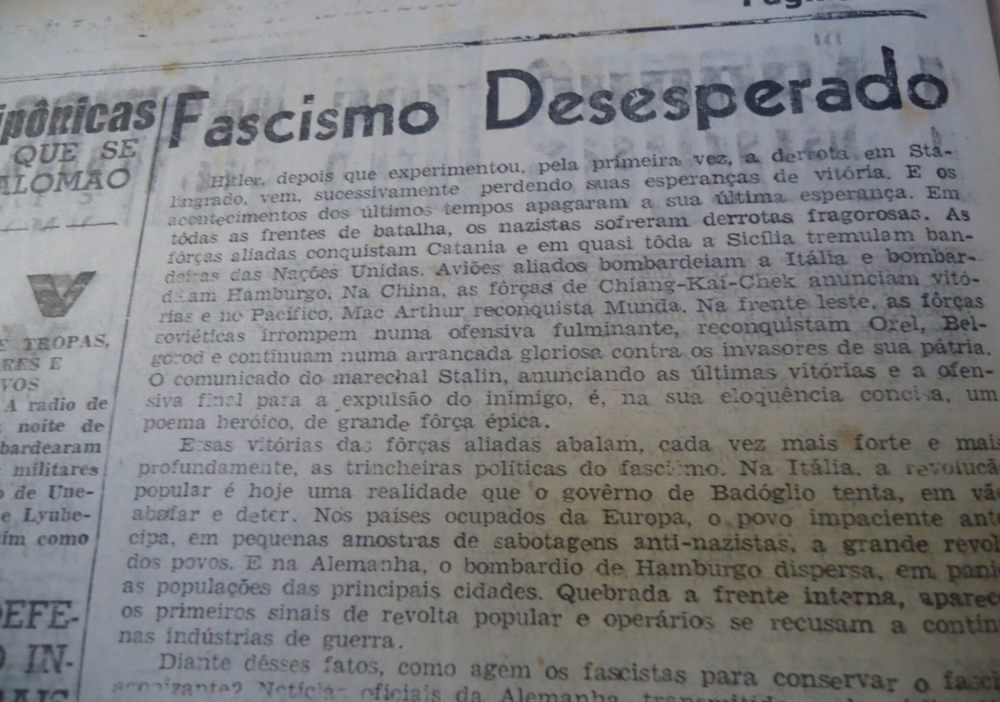 ipônicas
QUE SE
ALOMÃO
E TROPAS,
RES E
VOS
A radio de
noite de
bardearam
militares
de Une-
e Lyube-
im como
EFE-
IN-
Fascismo Desesperado
Hitler, depois que experimentou, pela primeira vez, a derrota em Sta-
lingrado, vem, sucessivamente perdendo suas esperanças de vitória. E os
acontecimentos dos últimos tempos apagaram a sua última esperança. Em
tôdas as frentes de batalha, os nazistas sofreram derrotas fragorosas. As
fôrças aliadas conquistam Catania e em quasi tôda a Sicília tremulam ban-
deiras das Nações Unidas. Aviões aliados bombardeiam a Itália e bombar-
deiam Hamburgo. Na China, as fôrças de Chiang-Kai-Chek anunciam vitó-
rias e no Pacífico, Mac Arthur reconquista Munda. Na frente leste, as fôrças
soviéticas irrompem numa ofensiva fulminante, reconquistam Orel, Bel-
gorod e continuam numa arrancada gloriosa contra os invasores de sua pátria.
O comunicado do marechal Stalin, anunciando as últimas vitórias e a ofen-
siva final para a expulsão do inimigo, é, na sua eloquência concisa, um
poema heróico, de grande fôrça épica.
Essas vitórias das fôrças aliadas abalam, cada vez mais forte e mais
profundamente, as trincheiras políticas do fascismo. Na Itália, a revoluçã
popular é hoje uma realidade que o govêrno de Badóglio tenta, em vão
abafar e deter. Nos países ocupados da Europa, o povo impaciente ante
cipa, em pequenas amostras de sabotagens anti-nazistas, a grande revol
dos povos. E na Alemanha, o bombardio de Hamburgo dispersa, em pani
as populações das principais cidades. Quebrada a frente interna, aparec
os primeiros sinais de revolta popular e operários se recusam a contin
nas indústrias de guerra.
Diante dêsses fatos, como agem os fascistas para conservar o fasci
agonizante? Notícias oficiais da Alemanha